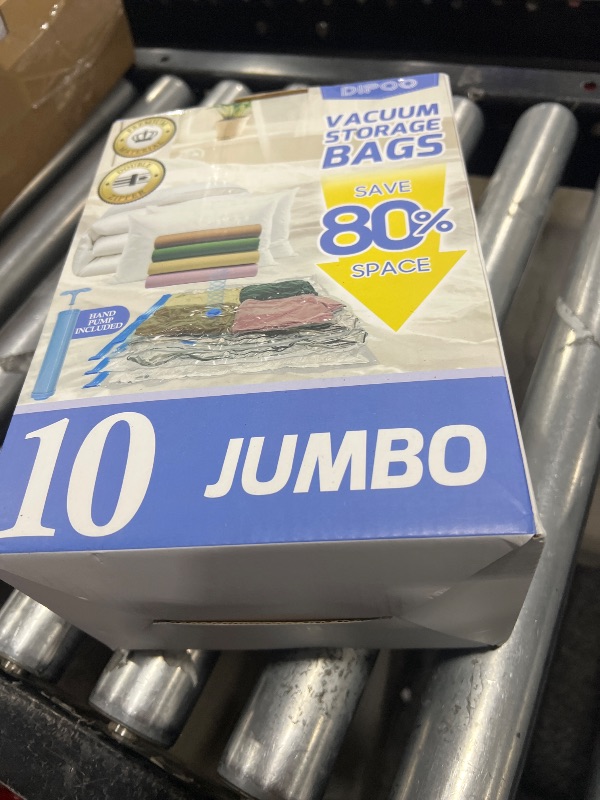 DIPOO
VACUUM
STORAGE
BAGS
SAVE
80%
SPACE
HAND
PUMP
INCLUDED
10 JUMBO